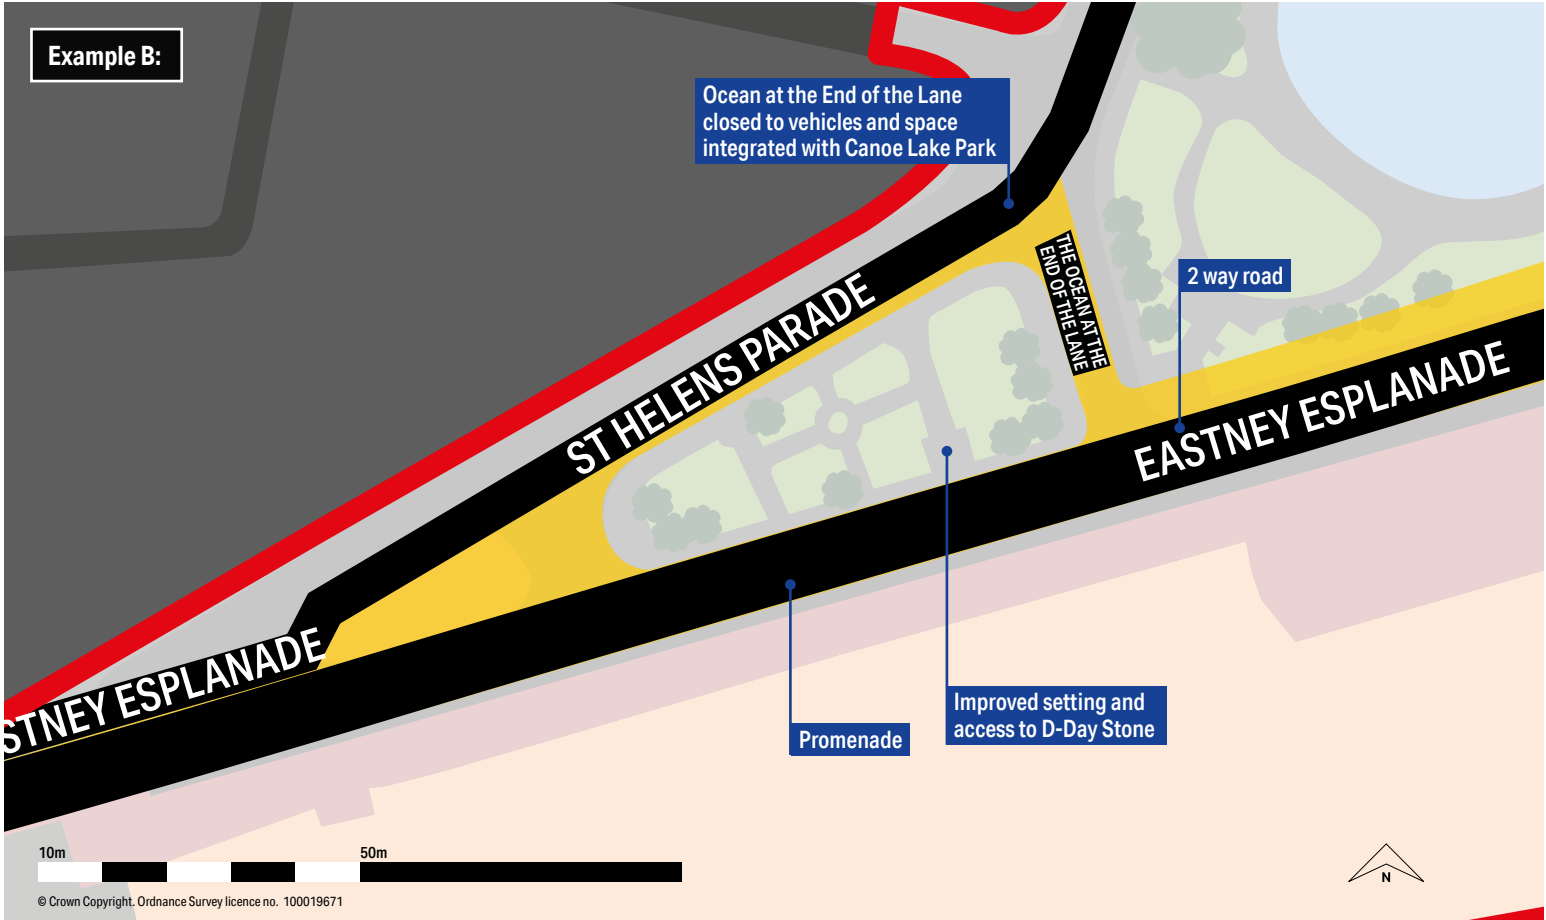 Example B:
Ocean at the End of the Lane
closed to vehicles and space
integrated with Canoe Lake Park
THE OCEAN AT THE
END OF THE LANE
2 way road
ST HELENS PARADE
EASTNEY ESPLANADE
STNEY ESPLANADE
Improved setting and
access to D-Day Stone
Promenade
10m
50m
N
© Crown Copyright. Ordnance Survey licence no. 100019671